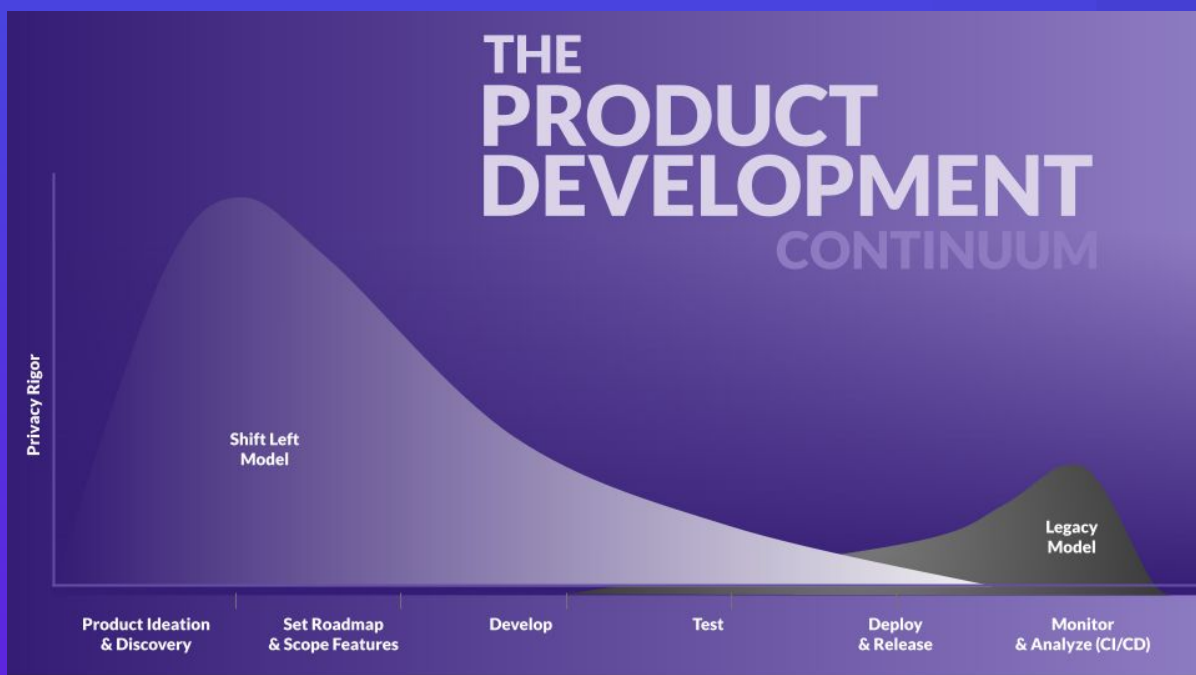 THE
PRODUCT
DEVELOPMENT
CONTINUUM
Privacy Rigor
Shift Left
Model
Legacy
Model
Product Ideation
& Discovery
Set Roadmap
& Scope Features
Develop
Test
Deploy
& Release
Monitor
& Analyze (CI/CD)